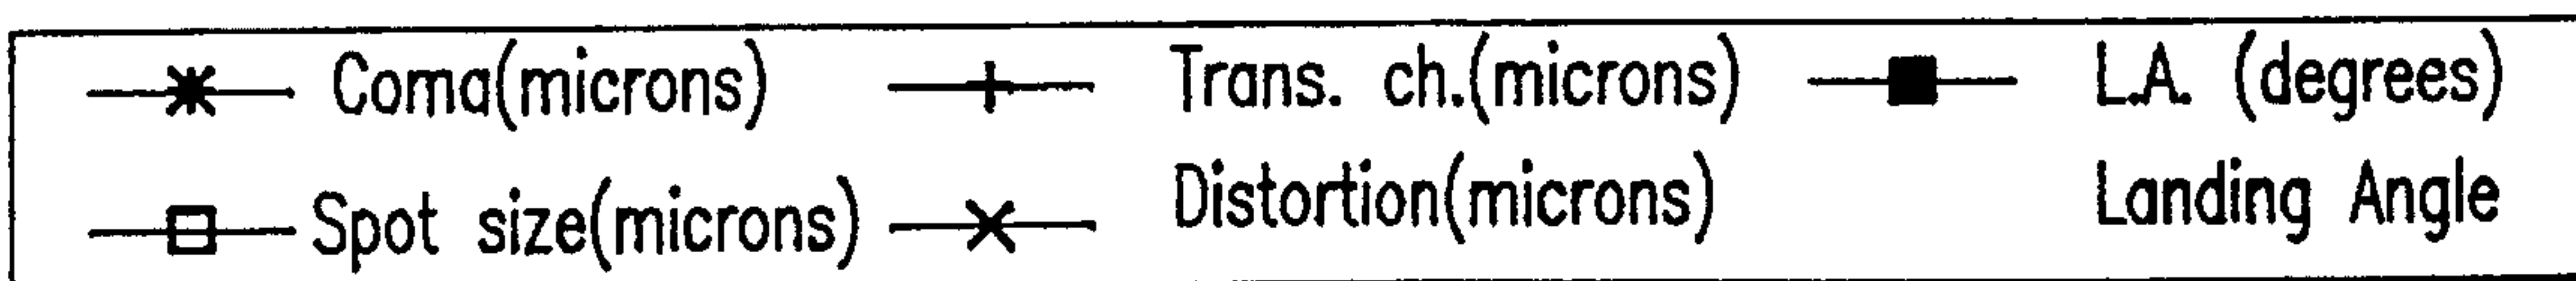 Coma(microns) Trans. ch.(microns) L.A. (degrees)
Spot size(microns) Distortion(microns) Landing Angle